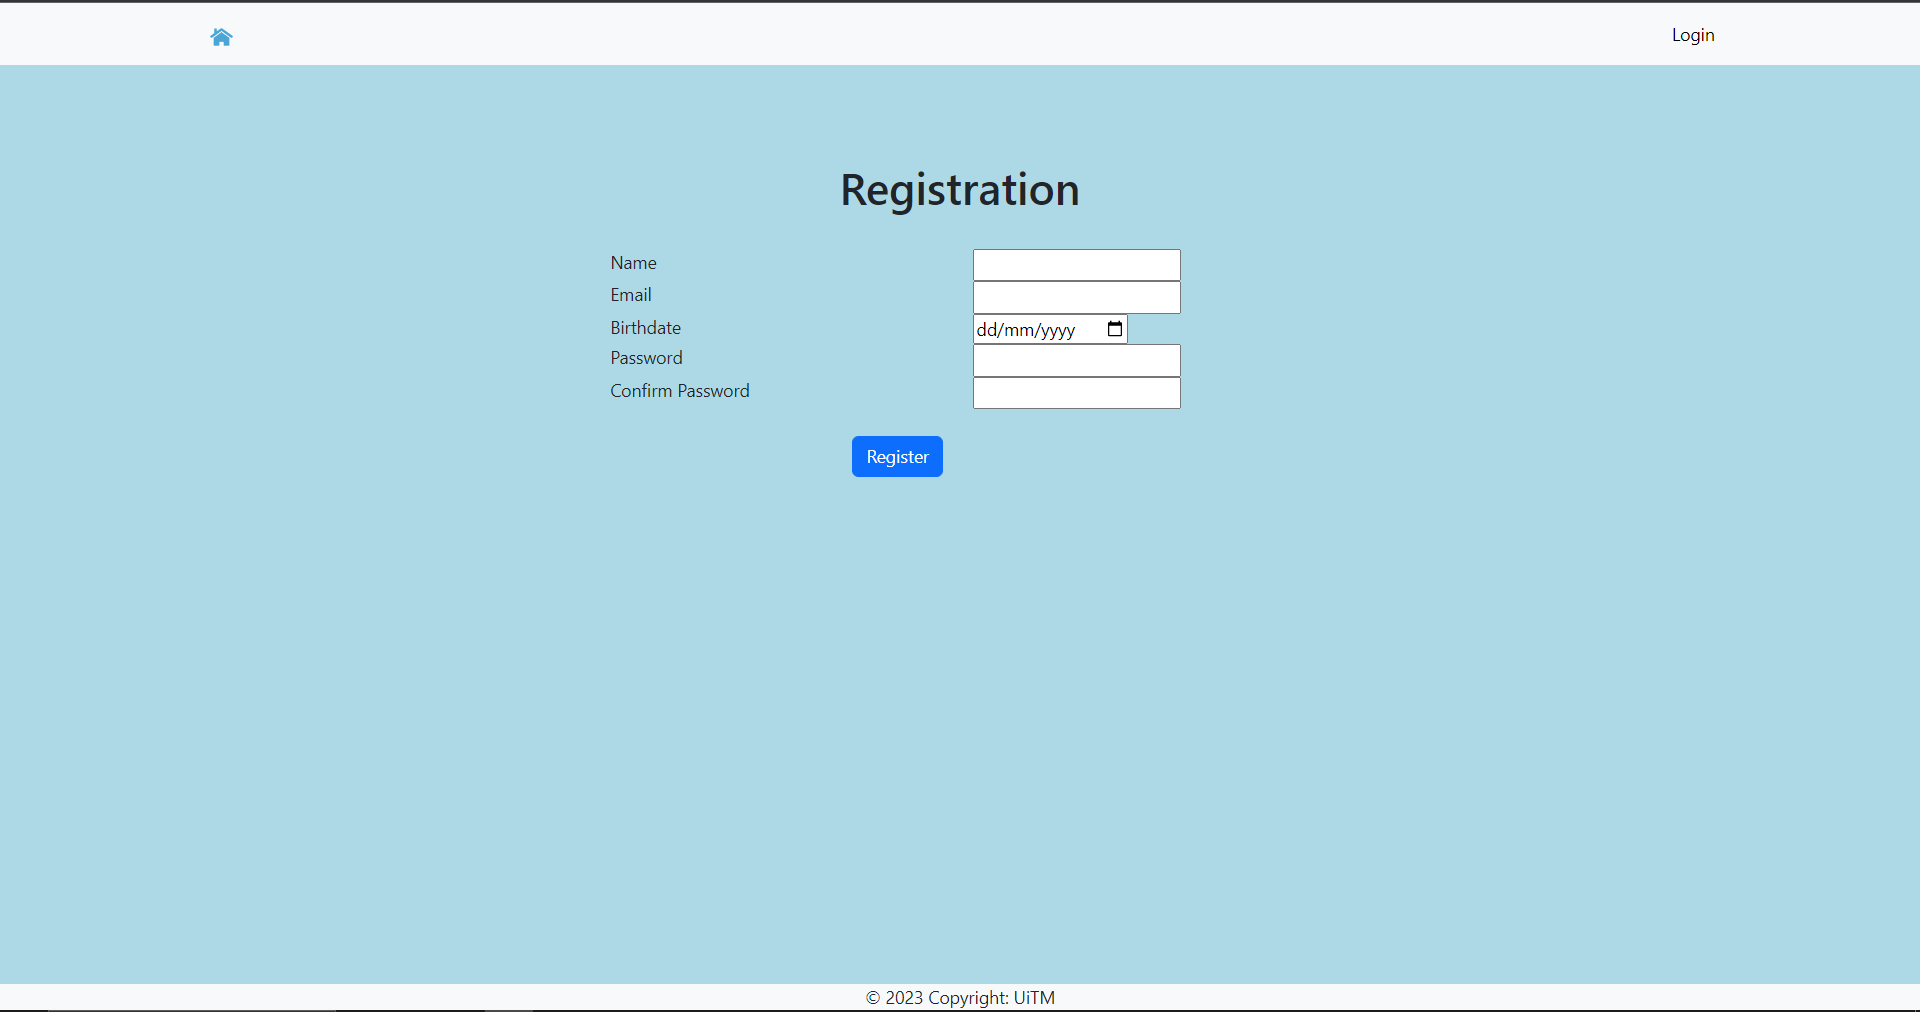 Login
Registration
Name
Email
Birthdate dd/mm/yyyy
Password
Confirm Password
Register
© 2023 Copyright: UiTM